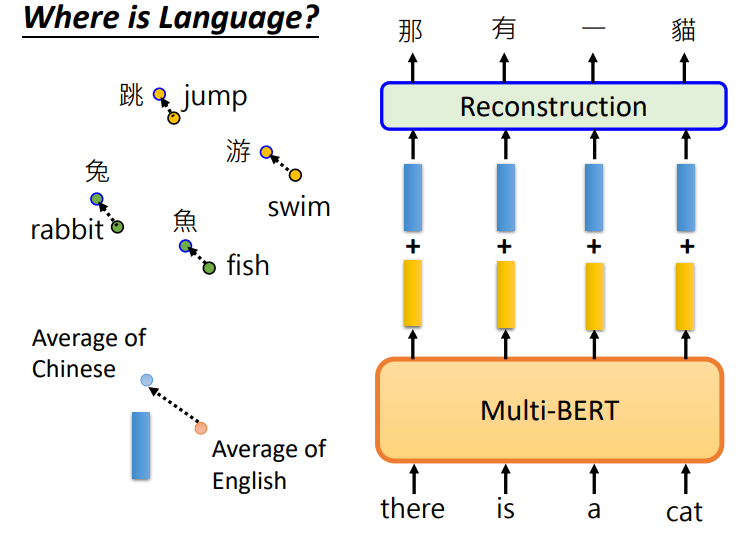 Where is Language?
跳
jump
游
swim
兔
rabbit
魚
fish
Average of
Chinese
Average of
English
那 有 一 貓
Reconstruction
+ + + +
Multi-BERT
there is a cat